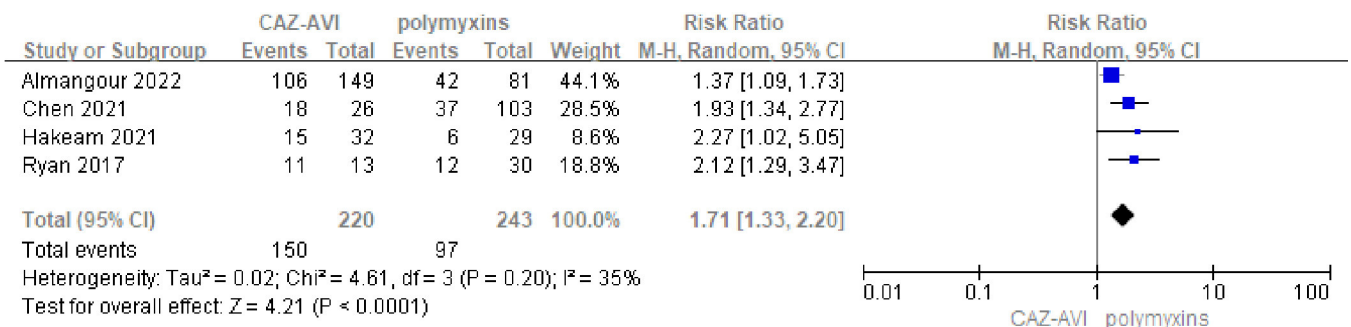 CAZ-AVI polymyxins Risk Ratio Risk Ratio
Study or Subgroup Events Total Events Total Weight M-H, Random, 95% CI M-H, Random, 95% CI
Almangour 2022 106 149 42 81 44.1% 1.37 [1.09, 1.73]
Chen 2021 18 26 37 103 28.5% 1.93 [1.34, 2.77]
Hakeam 2021 15 32 6 29 8.6% 2.27 [1.02, 5.05]
Ryan 2017 11 13 12 30 18.8% 2.12 [1.29, 3.47]
Total (95% CI) 220 243 100.0% 1.71 [1.33, 2.20]
Total events 150 97
Heterogeneity: Tau² = 0.02; Chi² = 4.61, df = 3 (P = 0.20); I² = 35%
Test for overall effect: Z = 4.21 (P < 0.0001)
0.01 0.1 1 10 100
CAZ-AVI polymyxins